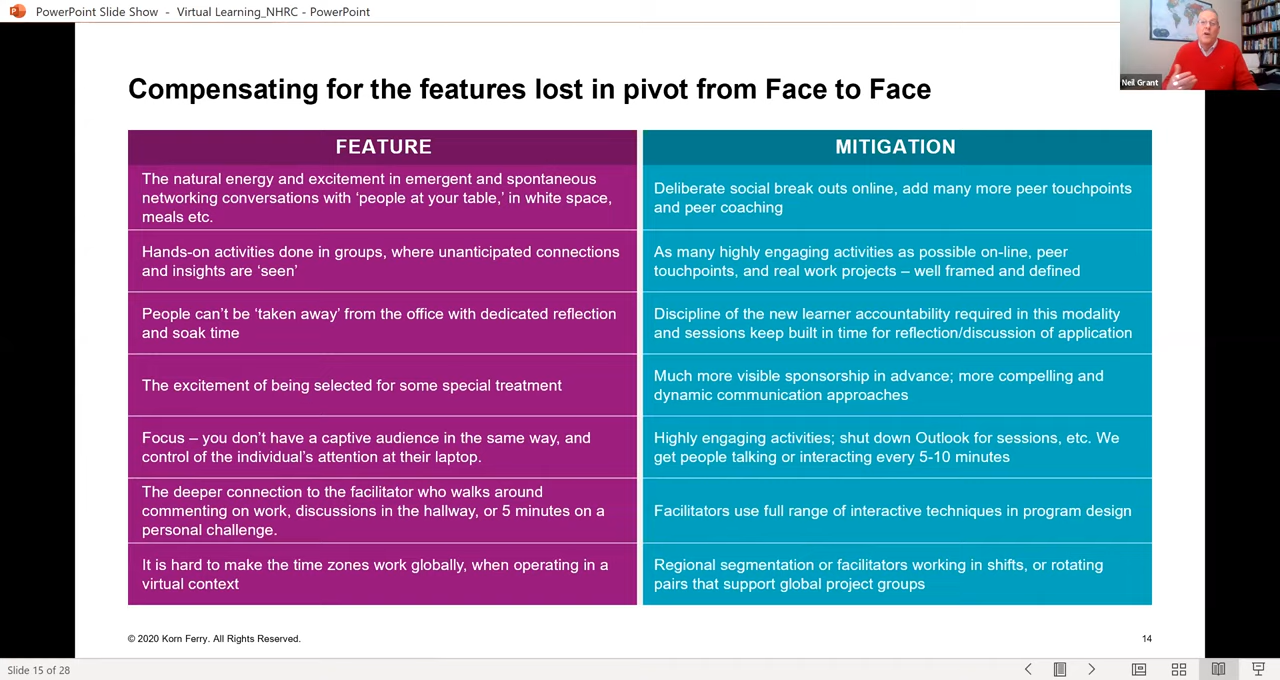 PowerPoint Slide Show - Virtual Learning_NHRC - PowerPoint
Neil Grant
Compensating for the features lost in pivot from Face to Face
FEATURE
MITIGATION
The natural energy and excitement in emergent and spontaneous
networking conversations with ‘people at your table,’ in white space,
meals etc.
Deliberate social break outs online, add many more peer touchpoints
and peer coaching
Hands-on activities done in groups, where unanticipated connections
and insights are ‘seen’
As many highly engaging activities as possible on-line, peer
touchpoints, and real work projects – well framed and defined
People can’t be ‘taken away’ from the office with dedicated reflection
and soak time
Discipline of the new learner accountability required in this modality
and sessions keep built in time for reflection/discussion of application
The excitement of being selected for some special treatment
Much more visible sponsorship in advance; more compelling and
dynamic communication approaches
Focus – you don’t have a captive audience in the same way, and
control of the individual’s attention at their laptop.
Highly engaging activities; shut down Outlook for sessions, etc. We
get people talking or interacting every 5-10 minutes
The deeper connection to the facilitator who walks around
commenting on work, discussions in the hallway, or 5 minutes on a
personal challenge.
Facilitators use full range of interactive techniques in program design
It is hard to make the time zones work globally, when operating in a
virtual context
Regional segmentation or facilitators working in shifts, or rotating
pairs that support global project groups
© 2020 Korn Ferry. All Rights Reserved.
14
Slide 15 of 28